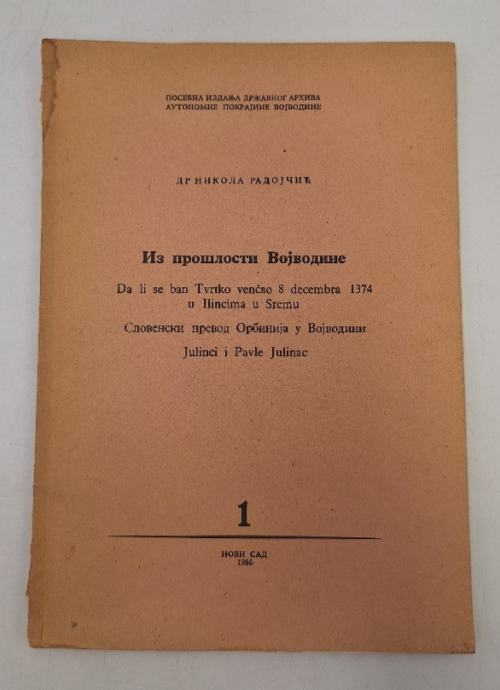 ПОСЕБНА ИЗДАЊА ДРЖАВНОГ АРХИВА
АУТОНОМНЕ ПОКРАЈИНЕ ВОЈВОДИНЕ
ДР НИКОЛА РАДОЈЧИЋ
Из прошлости Војводине
Da li se ban Tvrtko venčao 8 decembra 1374
u Ilincima u Sremu
Словенски превод Орбинија у Војводини
Julinci i Pavle Julinac
1
НОВИ САД
1956